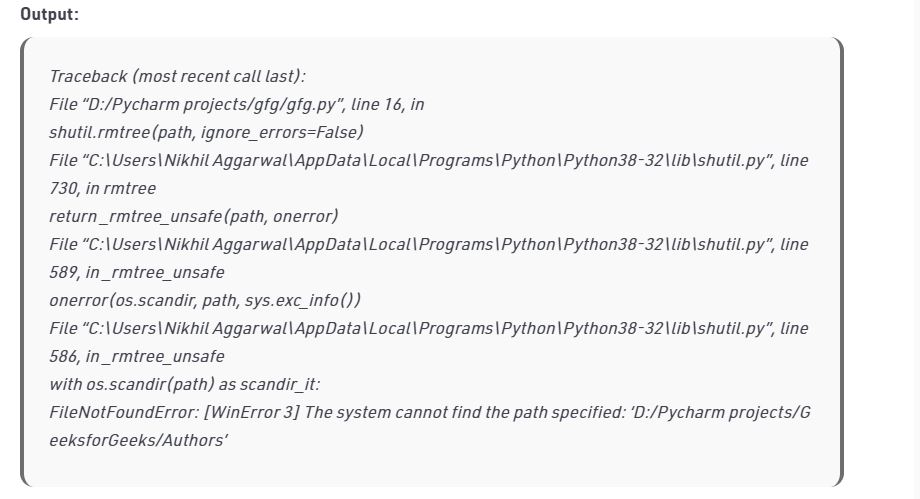 Output:
Traceback (most recent call last):
File “D:/Pycharm projects/gfg/gfg.py”, line 16, in
shutil.rmtree(path, ignore_errors=False)
File “C:\Users\Nikhil Aggarwal\AppData\Local\Programs\Python\Python38-32\lib\shutil.py”, line
730, in rmtree
return _rmtree_unsafe(path, onerror)
File “C:\Users\Nikhil Aggarwal\AppData\Local\Programs\Python\Python38-32\lib\shutil.py”, line
589, in _rmtree_unsafe
onerror(os.scandir, path, sys.exc_info())
File “C:\Users\Nikhil Aggarwal\AppData\Local\Programs\Python\Python38-32\lib\shutil.py”, line
586, in _rmtree_unsafe
with os.scandir(path) as scandir_it:
FileNotFoundError: [WinError 3] The system cannot find the path specified: ‘D:/Pycharm projects/G
eeksforGeeks/Authors’